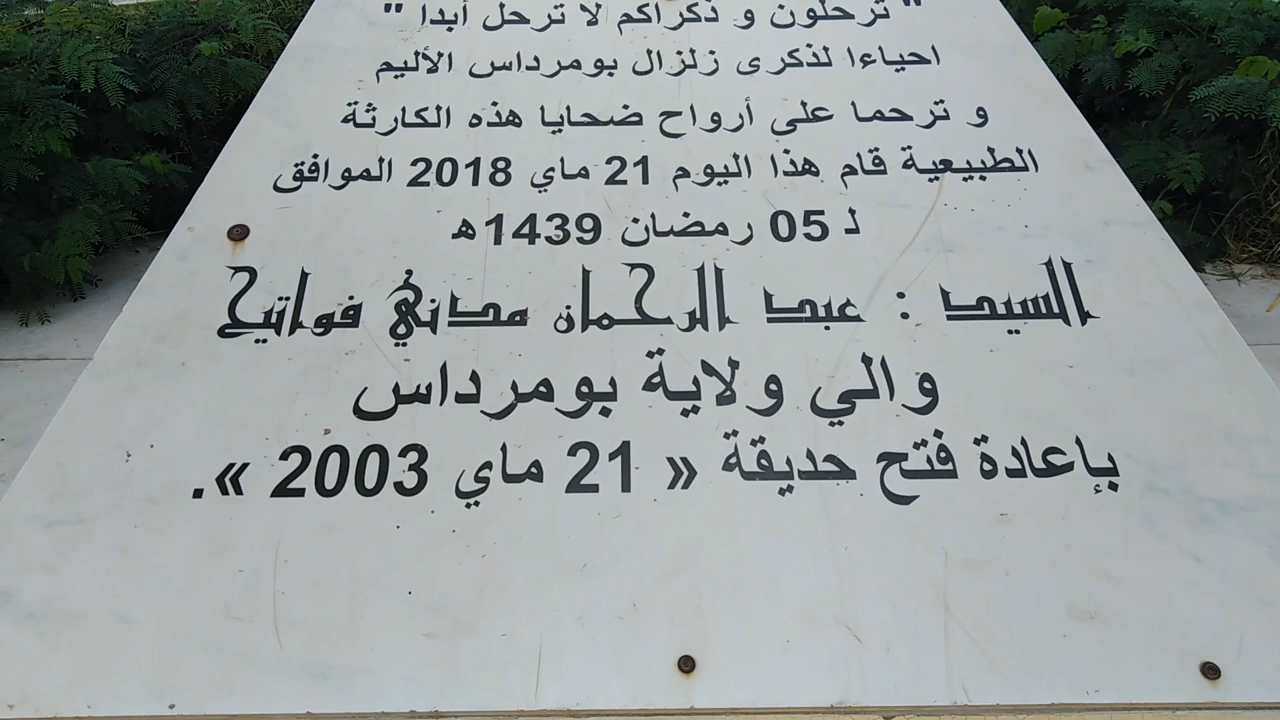 " ترحلون و ذكراكم لا ترحل أبدا "
احياءا لذكرى زلزال بومرداس الأليم
و ترحما على أرواح ضحايا هذه الكارثة
الطبيعية قام هذا اليوم 21 ماي 2018 الموافق
لـ 05 رمضان 1439هـ
السيد : عبد الرحمان مدني فواتيح
والي ولاية بومرداس
بإعادة فتح حديقة « 21 ماي 2003 ».